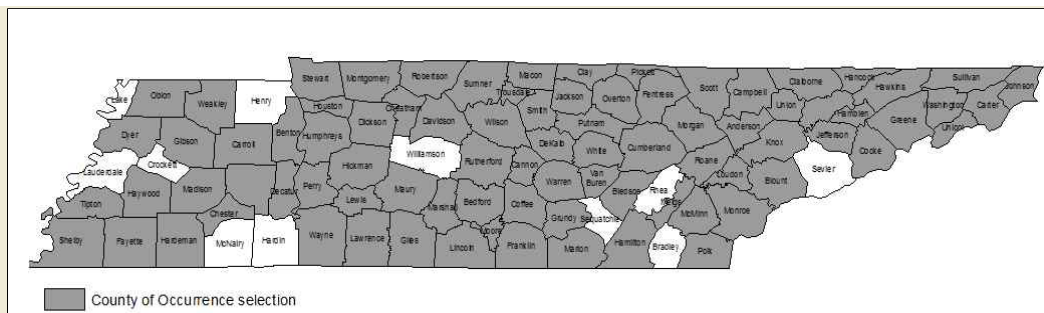 Stewart Montgomery Robertson Sumner Macon Clay Pickett Scott Campbell Claiborne Hancock Hawkins Sullivan Johnson
Lake Obion Weakley Henry Houston Cheatham Trousdale Jackson Overton Fentress Union Hamblen Washington Carter
Dyer Gibson Carroll Benton Humphreys Dickson Davidson Wilson Smith Putnam Morgan Anderson Knox Jefferson Greene Unicoi
Lauderdale Crockett Hickman Williamson Rutherford Cannon DeKalb White Cumberland Roane Loudon Blount Sevier Cocke
Tipton Haywood Madison Decatur Perry Lewis Maury Marshall Bedford Coffee Warren Van Buren Bledsoe Rhea Meigs McMinn Monroe
Chester Moore Grundy Sequatchie
Shelby Fayette Hardeman McNairy Hardin Wayne Lawrence Giles Lincoln Franklin Marion Hamilton Bradley Polk
County of Occurrence selection